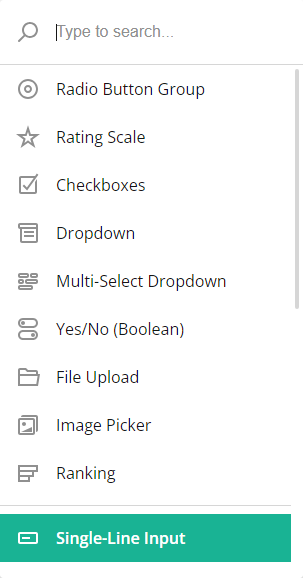 Type to search...
Radio Button Group
Rating Scale
Checkboxes
Dropdown
Multi-Select Dropdown
Yes/No (Boolean)
File Upload
Image Picker
Ranking
Single-Line Input